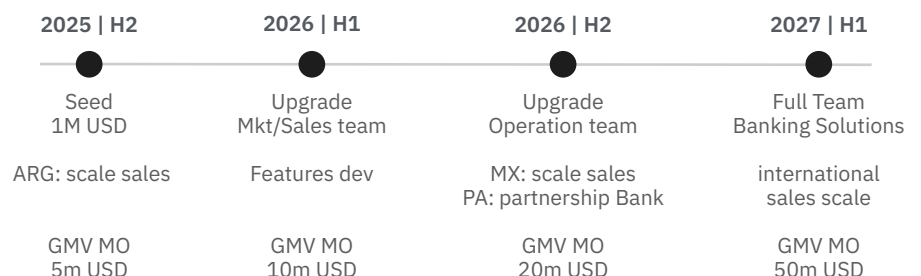 2025 | H2
2026 | H1
2026 | H2
2027 | H1
Seed
1M USD
Upgrade
Mkt/Sales team
Upgrade
Operation team
Full Team
Banking Solutions
ARG: scale sales
Features dev
MX: scale sales
PA: partnership Bank
international
sales scale
GMV MO
5m USD
GMV MO
10m USD
GMV MO
20m USD
GMV MO
50m USD